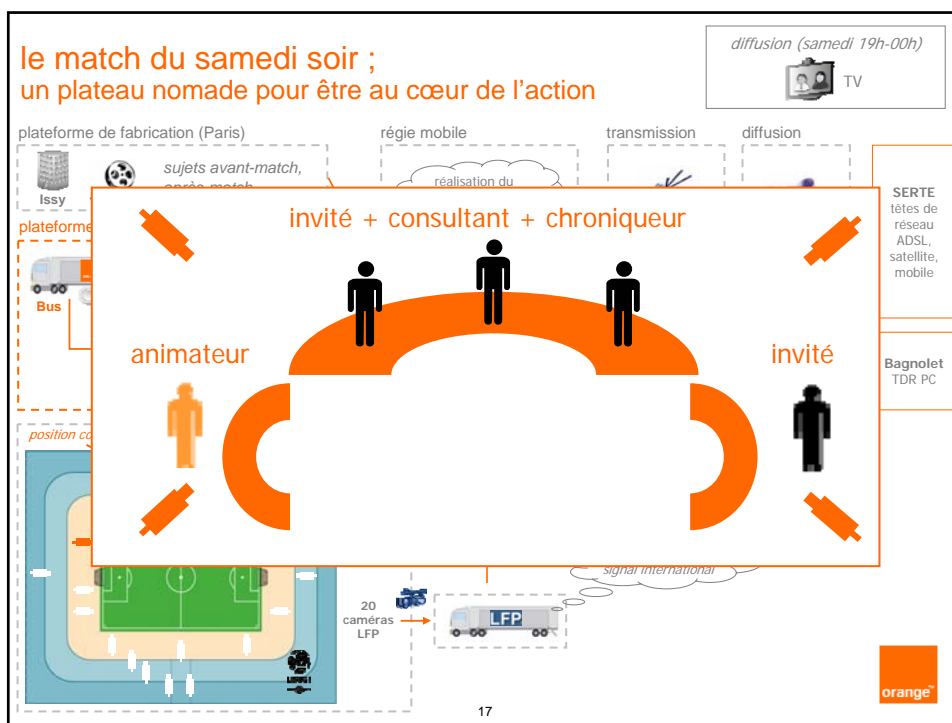 le match du samedi soir ;
un plateau nomade pour être au cœur de l'action
diffusion (samedi 19h-00h)
TV
plateforme de fabrication (Paris)
régie mobile
transmission
diffusion
Issy
sujets avant-match,
réalisation du
SERTE
têtes de
réseau
ADSL,
satellite,
mobile
plateforme
Bus
invité + consultant + chroniqueur
animateur
invité
Bagnolet
TDR PC
position
signal international
20
caméras
LFP
LFP
orange™
17